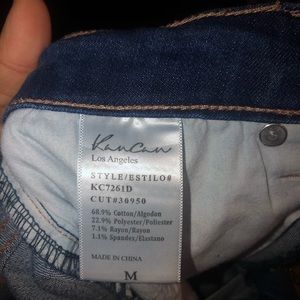 KanCan
Los Angeles
STYLE/ESTILO#
KC7261D
CUT#30950
68.9% Cotton/Algodon
22.9% Polyester/Poliester
7.1% Rayon/Rayon
1.1% Spandex/Elastano
MADE IN CHINA
M